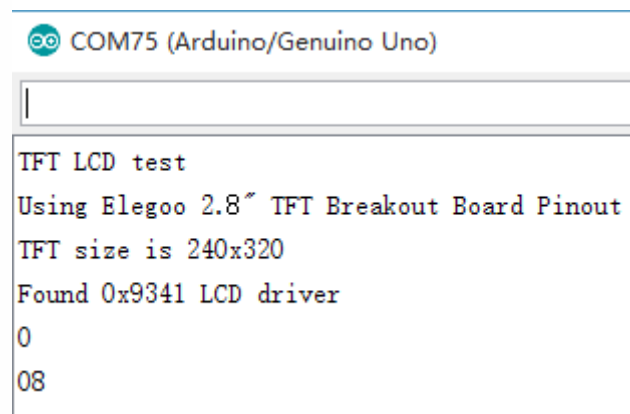 COM75 (Arduino/Genuino Uno)
TFT LCD test
Using Elegoo 2.8″ TFT Breakout Board Pinout
TFT size is 240x320
Found 0x9341 LCD driver
0
08